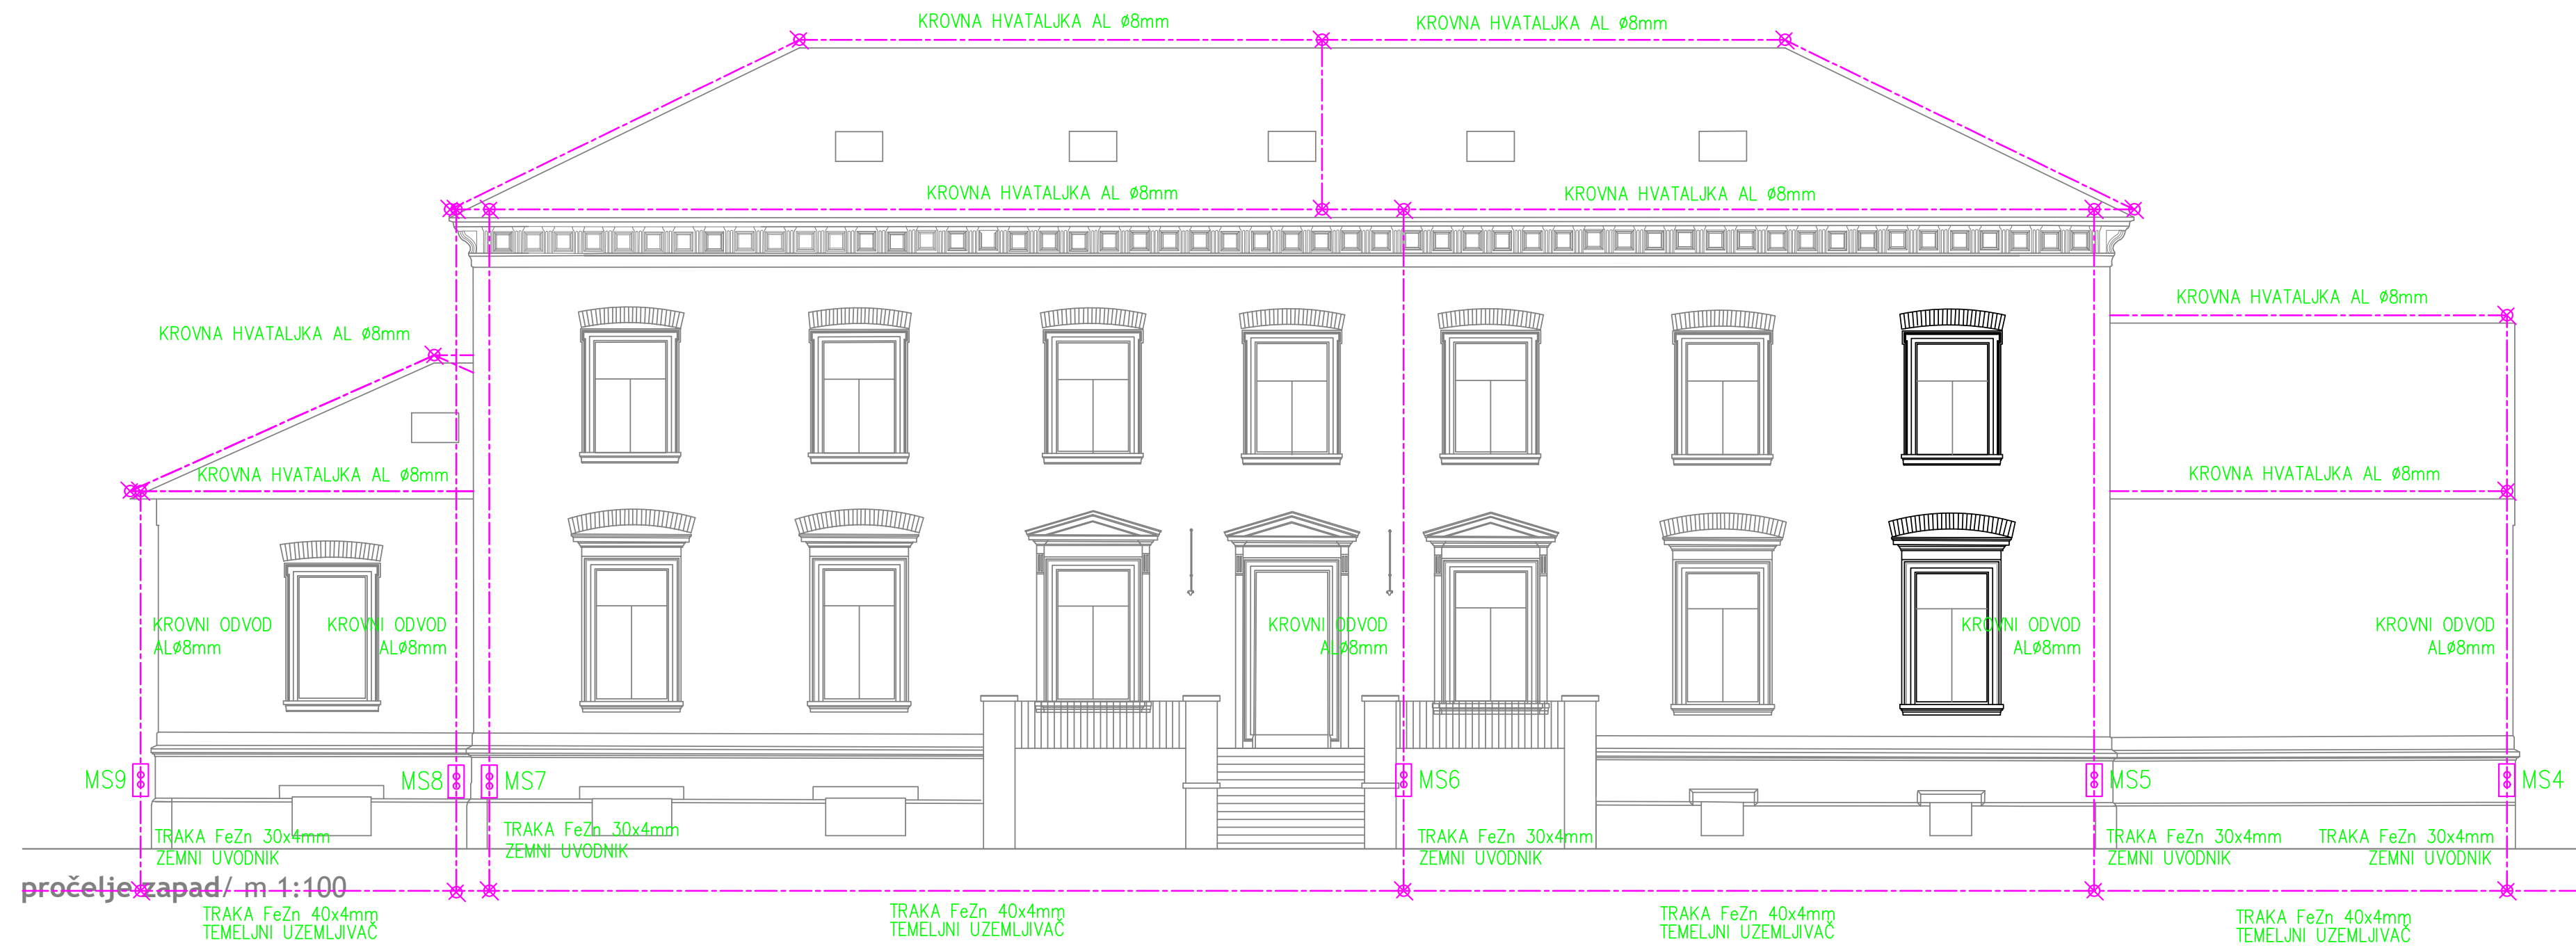 KROVNA HVATALJKA AL ø8mm
KROVNA HVATALJKA AL ø8mm
KROVNA HVATALJKA AL ø8mm
KROVNA HVATALJKA AL ø8mm
KROVNA HVATALJKA AL ø8mm
KROVNA HVATALJKA AL ø8mm
KROVNA HVATALJKA AL ø8mm
KROVNA HVATALJKA AL ø8mm
KROVNI ODVOD
ALø8mm
KROVNI ODVOD
ALø8mm
KROVNI ODVOD
ALø8mm
KROVNI ODVOD
ALø8mm
KROVNI ODVOD
ALø8mm
MS9
MS8
MS7
MS6
MS5
MS4
TRAKA FeZn 30x4mm
ZEMNI UVODNIK
TRAKA FeZn 30x4mm
ZEMNI UVODNIK
TRAKA FeZn 30x4mm
ZEMNI UVODNIK
TRAKA FeZn 30x4mm
ZEMNI UVODNIK
TRAKA FeZn 30x4mm
ZEMNI UVODNIK
pročelje zapad/ m 1:100
TRAKA FeZn 40x4mm
TEMELJNI UZEMLJIVAČ
TRAKA FeZn 40x4mm
TEMELJNI UZEMLJIVAČ
TRAKA FeZn 40x4mm
TEMELJNI UZEMLJIVAČ
TRAKA FeZn 40x4mm
TEMELJNI UZEMLJIVAČ